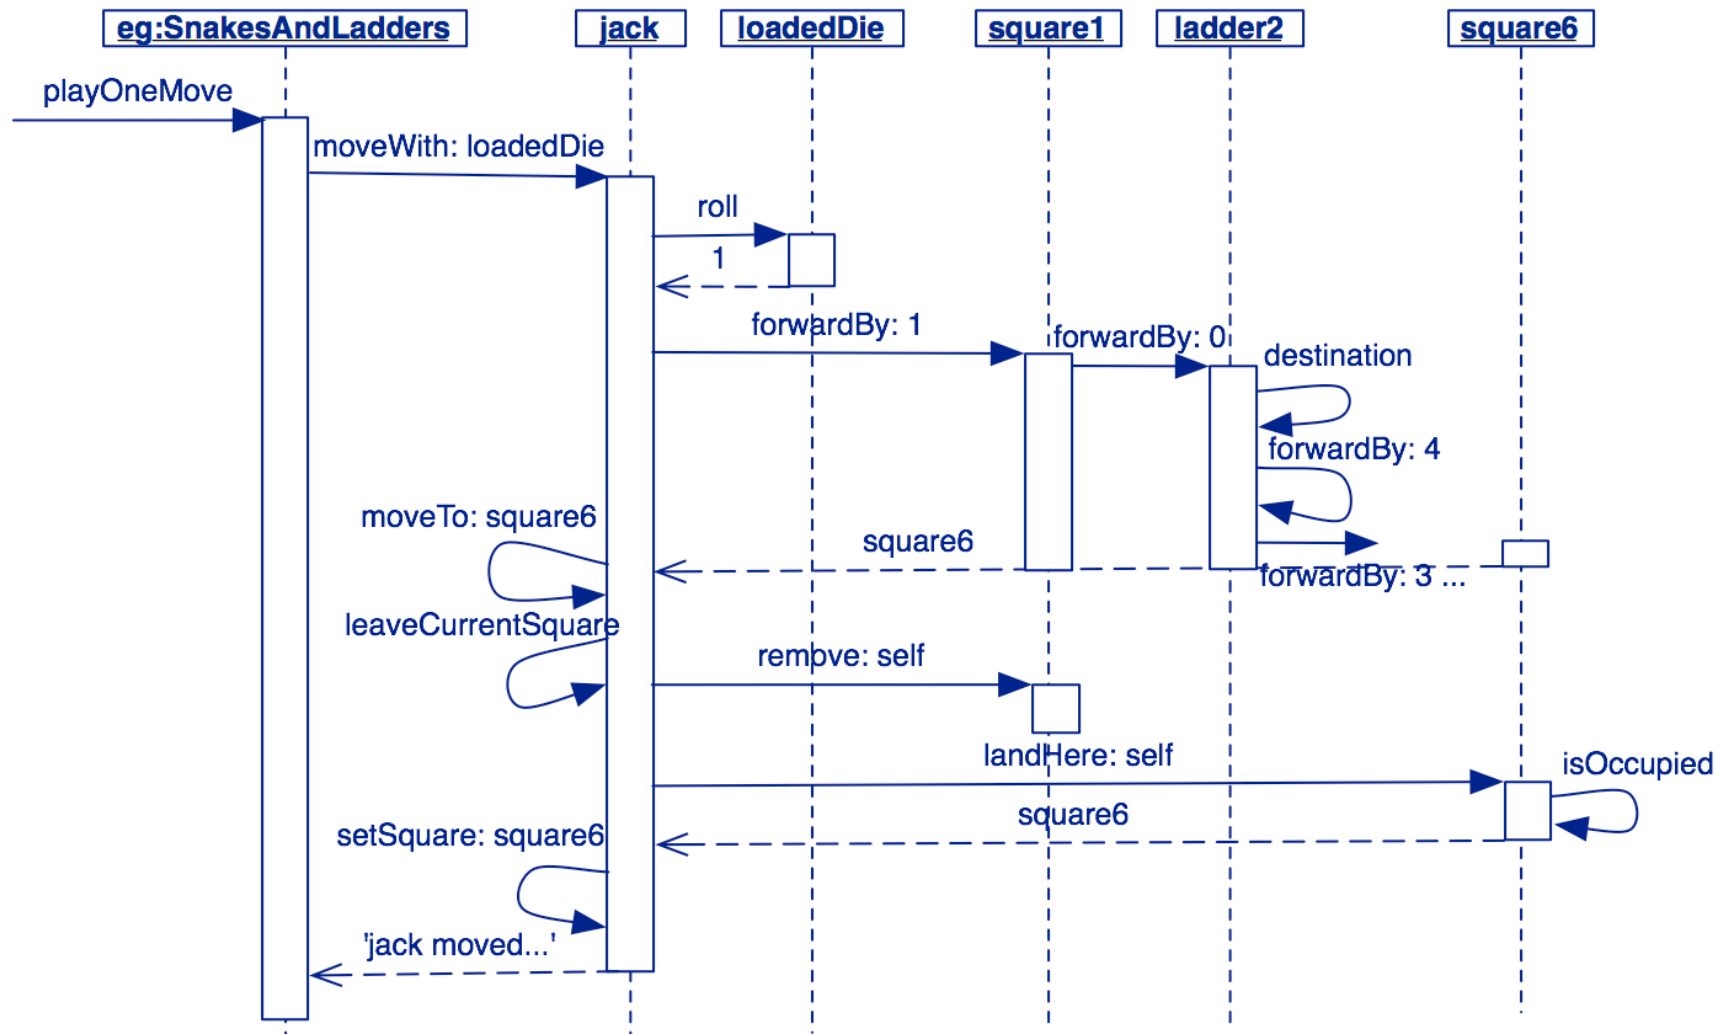 eg:SnakesAndLadders
jack
loadedDie
square1
ladder2
square6
playOneMove
moveWith: loadedDie
roll
1
forwardBy: 1
forwardBy: 0
destination
forwardBy: 4
moveTo: square6
square6
forwardBy: 3 ...
leaveCurrentSquare
remove: self
landHere: self
isOccupied
square6
setSquare: square6
'jack moved...'